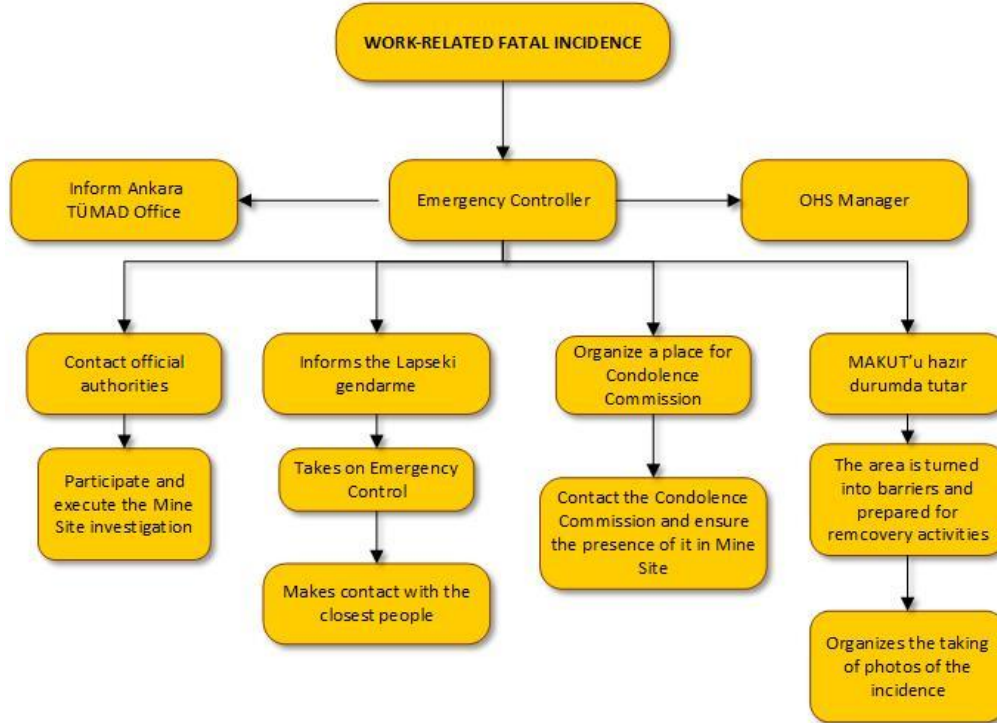 WORK-RELATED FATAL INCIDENCE
Inform Ankara
TÜMAD Office
Emergency Controller
OHS Manager
Contact official
authorities
Informs the Lapseki
gendarme
Organize a place for
Condolence
Commission
MAKUT'u hazır
durumda tutar
Participate and
execute the Mine
Site investigation
Takes on Emergency
Control
Contact the Condolence
Commission and ensure
the presence of it in Mine
Site
The area is turned
into barriers and
prepared for
remcovery activities
Makes contact with the
closest people
Organizes the taking
of photos of the
incidence